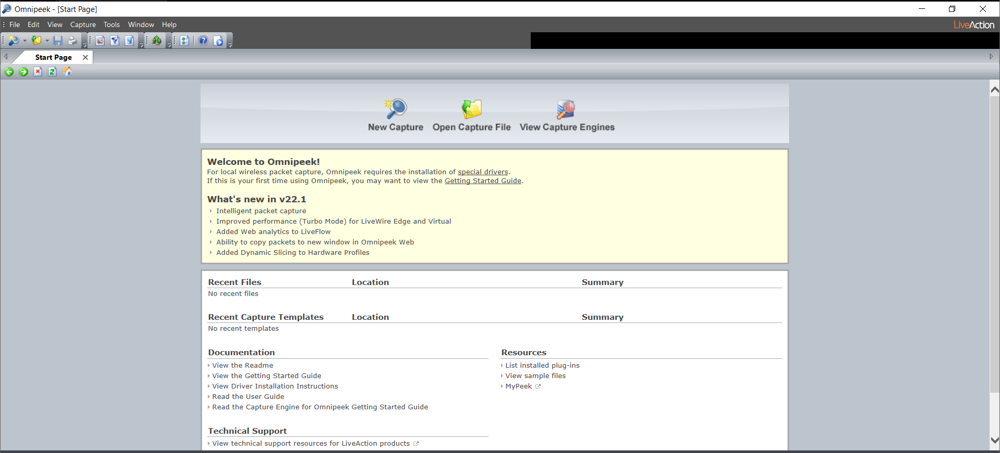 Omnipeek - [Start Page]
File Edit View Capture Tools Window Help
LiveAction
Start Page
New Capture Open Capture File View Capture Engines
Welcome to Omnipeek!
For local wireless packet capture, Omnipeek requires the installation of special drivers.
If this is your first time using Omnipeek, you may want to view the Getting Started Guide.
What's new in v22.1
Intelligent packet capture
Improved performance (Turbo Mode) for LiveWire Edge and Virtual
Added Web analytics to LiveFlow
Ability to copy packets to new window in Omnipeek Web
Added Dynamic Slicing to Hardware Profiles
Recent Files Location Summary
No recent files
Recent Capture Templates Location Summary
No recent templates
Documentation
View the Readme
View the Getting Started Guide
View Driver Installation Instructions
Read the User Guide
Read the Capture Engine for Omnipeek Getting Started Guide
Resources
List installed plug-ins
View sample files
MyPeek
Technical Support
View technical support resources for LiveAction products